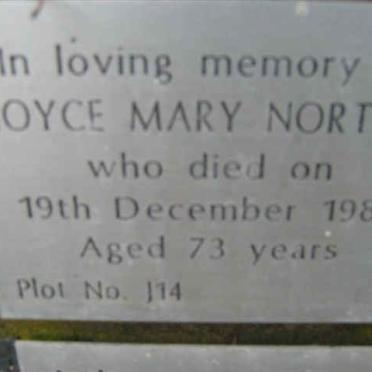 In loving memory
OYCE MARY NORT
who died on
19th December 198
Aged 73 years
Plot No. J14